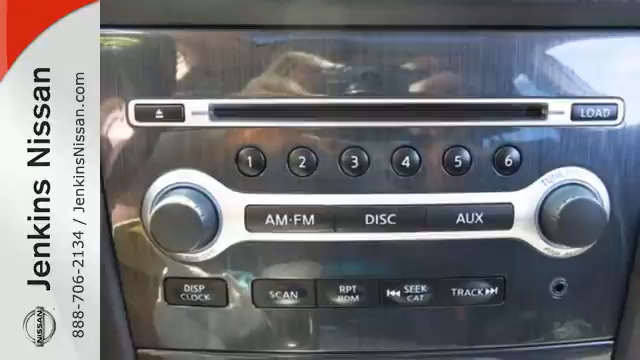 Jenkins Nissan
888-706-2134 / JenkinsNissan.com
NISSAN
LOAD
1 2 3 4 5 6
AM·FM DISC AUX
DISP CLOCK
SCAN
RPT RDM
SEEK CAT
TRACK